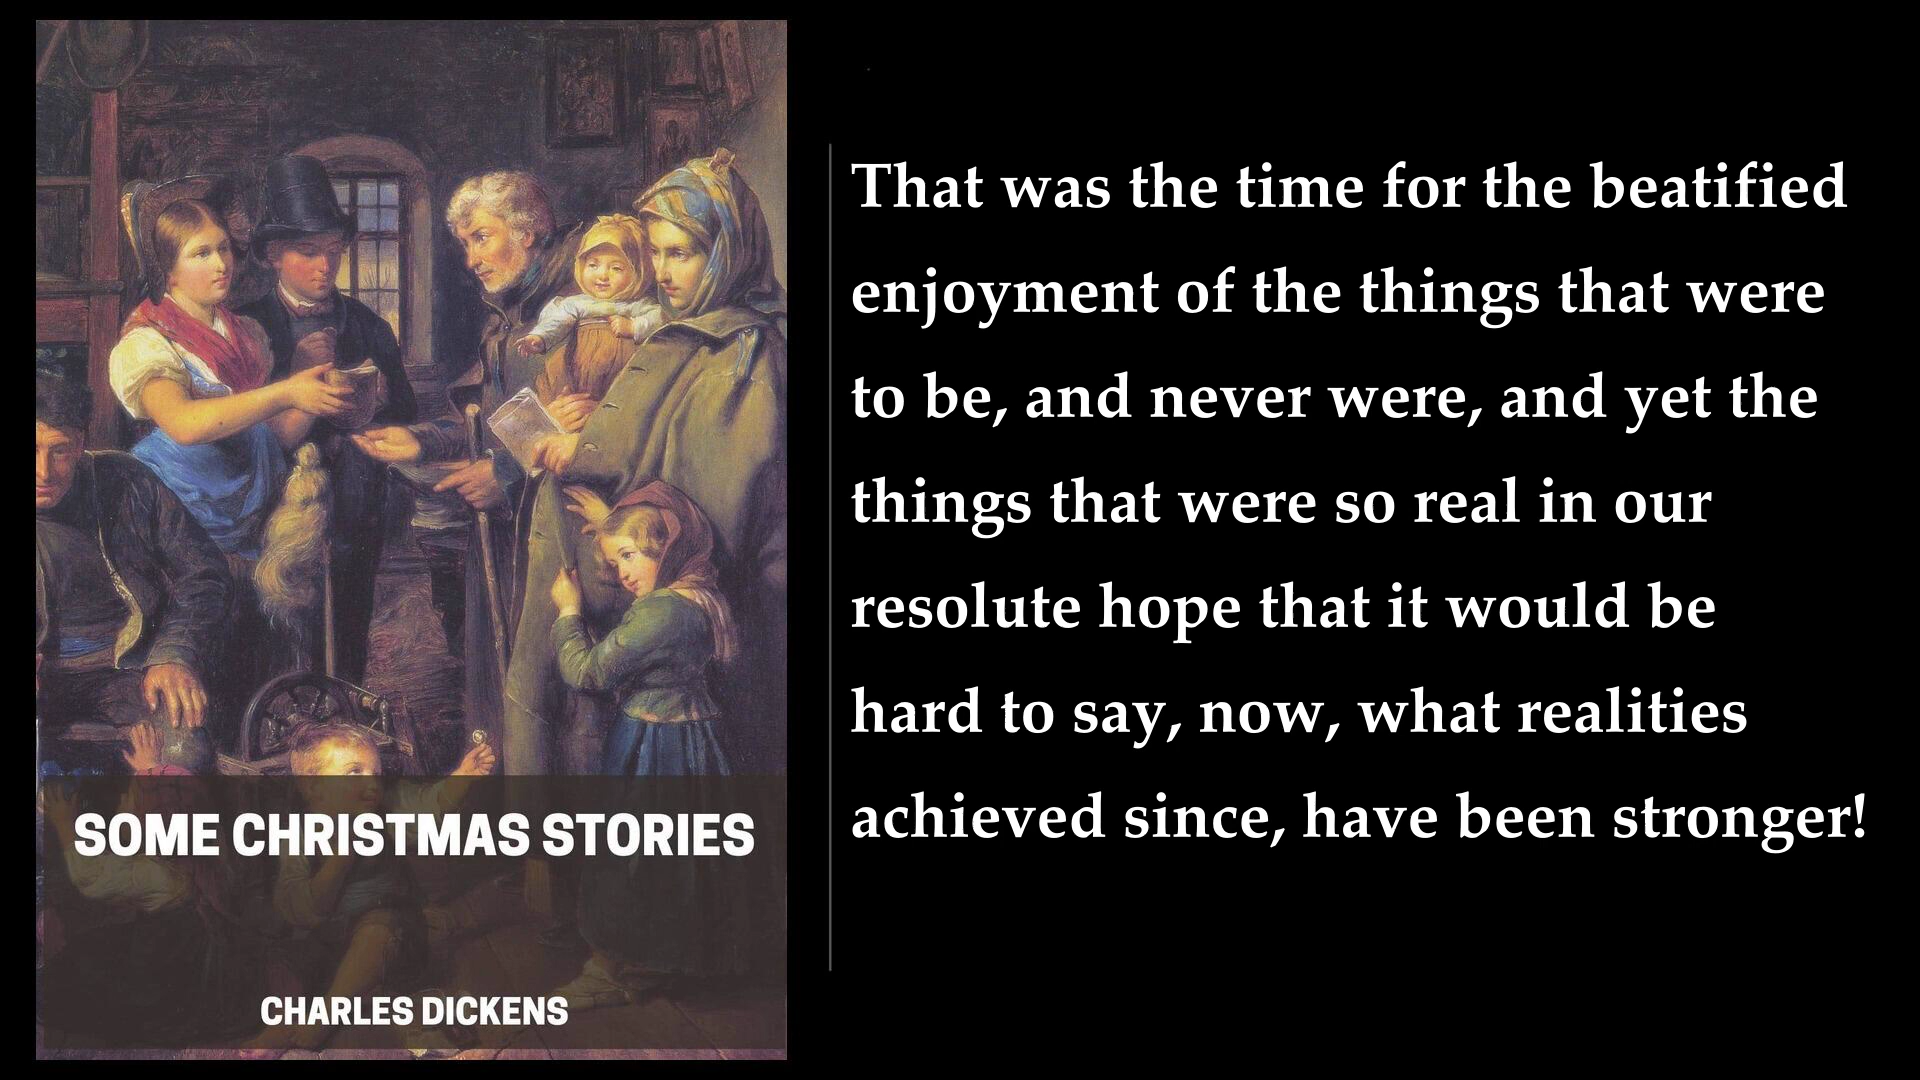 SOME CHRISTMAS STORIES
CHARLES DICKENS
That was the time for the beatified
enjoyment of the things that were
to be, and never were, and yet the
things that were so real in our
resolute hope that it would be
hard to say, now, what realities
achieved since, have been stronger!